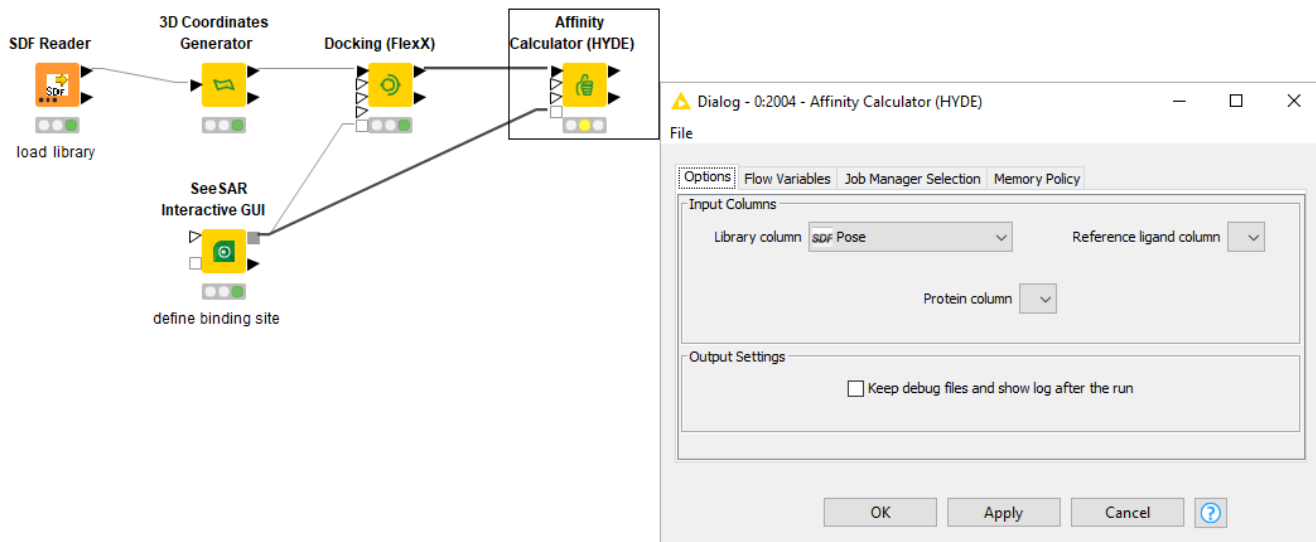 SDF Reader
SDF
load library
3D Coordinates
Generator
Docking (FlexX)
Affinity
Calculator (HYDE)
SeeSAR
Interactive GUI
define binding site
Dialog - 0:2004 - Affinity Calculator (HYDE)
File
Options Flow Variables Job Manager Selection Memory Policy
Input Columns
Library column SDF Pose Reference ligand column
Protein column
Output Settings
Keep debug files and show log after the run
OK Apply Cancel ?